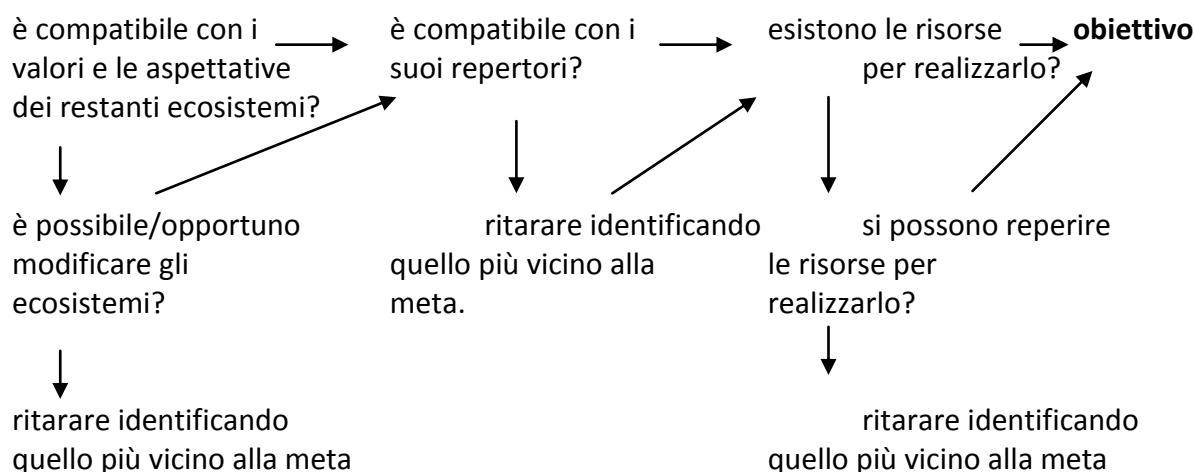 è compatibile con i
valori e le aspettative
dei restanti ecosistemi?
è compatibile con i
suoi repertori?
esistono le risorse
per realizzarlo?
obiettivo
è possibile/opportuno
modificare gli
ecosistemi?
ritarare identificando
quello più vicino alla
meta.
si possono reperire
le risorse per
realizzarlo?
ritarare identificando
quello più vicino alla meta
ritarare identificando
quello più vicino alla meta